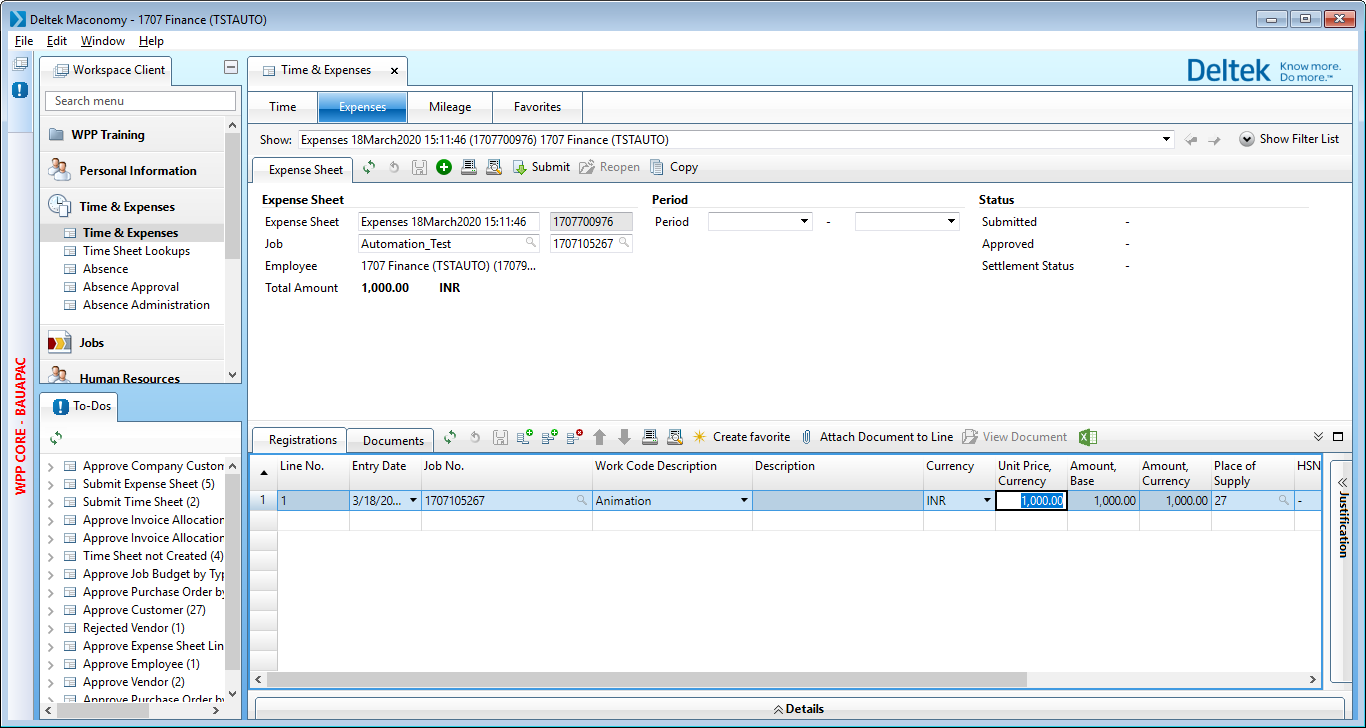 Deltek Maconomy - 1707 Finance (TSTAUTO)
File Edit Window Help
WPP CORE - BAUAPAC
Workspace Client
Search menu
WPP Training
Personal Information
Time & Expenses
Time & Expenses
Time Sheet Lookups
Absence
Absence Approval
Absence Administration
Jobs
Human Resources
To-Dos
Approve Company Custom
Submit Expense Sheet (5)
Submit Time Sheet (2)
Approve Invoice Allocation
Approve Invoice Allocation
Time Sheet not Created (4)
Approve Job Budget by Typ
Approve Purchase Order by
Approve Customer (27)
Rejected Vendor (1)
Approve Expense Sheet Lin
Approve Employee (1)
Approve Vendor (2)
Approve Purchase Order by
Time & Expenses x
Deltek Know more. Do more.™
Time Expenses Mileage Favorites
Show: Expenses 18March2020 15:11:46 (1707700976) 1707 Finance (TSTAUTO) Show Filter List
Expense Sheet Submit Reopen Copy
Expense Sheet Period Status
Expense Sheet Expenses 18March2020 15:11:46 1707700976 Period - Submitted -
Job Automation_Test 1707105267 Approved -
Employee 1707 Finance (TSTAUTO) (17079... Settlement Status -
Total Amount 1,000.00 INR
Registrations Documents Create favorite Attach Document to Line View Document
Line No. Entry Date Job No. Work Code Description Description Currency Unit Price, Currency Amount, Base Amount, Currency Place of Supply HSN
1 1 3/18/20... 1707105267 Animation INR 1,000.00 1,000.00 1,000.00 27 -
Justification
Details